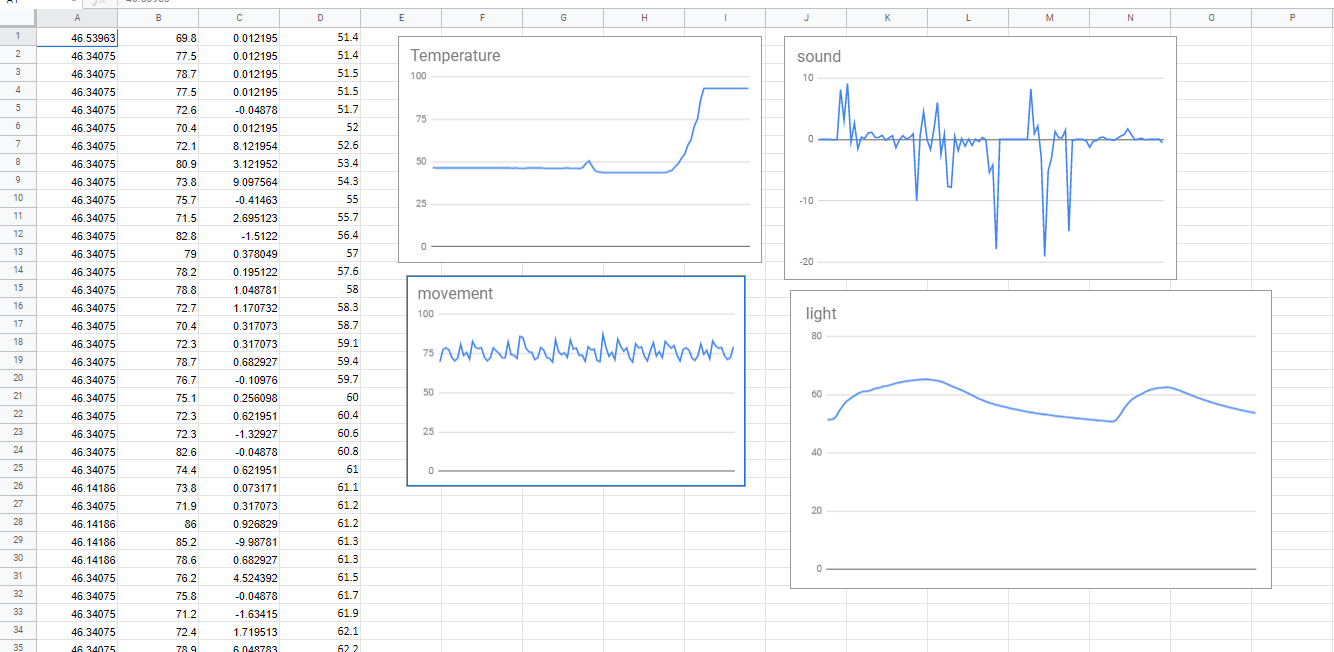 A B C D E F G H I J K L M N O P
1 46.53963 69.8 0.012195 51.4
2 46.34075 77.5 0.012195 51.4
3 46.34075 78.7 0.012195 51.5
4 46.34075 77.5 0.012195 51.5
5 46.34075 72.6 -0.04878 51.7
6 46.34075 70.4 0.012195 52
7 46.34075 72.1 8.121954 52.6
8 46.34075 80.9 3.121952 53.4
9 46.34075 73.8 9.097564 54.3
10 46.34075 75.7 -0.41463 55
11 46.34075 71.5 2.695123 55.7
12 46.34075 82.8 -1.5122 56.4
13 46.34075 79 0.378049 57
14 46.34075 78.2 0.195122 57.6
15 46.34075 78.8 1.048781 58
16 46.34075 72.7 1.170732 58.3
17 46.34075 70.4 0.317073 58.7
18 46.34075 72.3 0.317073 59.1
19 46.34075 78.7 0.682927 59.4
20 46.34075 76.7 -0.10976 59.7
21 46.34075 75.1 0.256098 60
22 46.34075 72.3 0.621951 60.4
23 46.34075 72.3 -1.32927 60.6
24 46.34075 82.6 -0.04878 60.8
25 46.34075 74.4 0.621951 61
26 46.14186 73.8 0.073171 61.1
27 46.34075 71.9 0.317073 61.2
28 46.14186 86 0.926829 61.2
29 46.14186 85.2 -9.98781 61.3
30 46.14186 78.6 0.682927 61.3
31 46.34075 76.2 4.524392 61.5
32 46.34075 75.8 -0.04878 61.7
33 46.34075 71.2 -1.63415 61.9
34 46.34075 72.4 1.719513 62.1
35 46.34075 78.9 6.048783 62.2
Temperature
100
75
50
25
0
sound
10
0
-10
-20
movement
100
75
50
25
0
light
80
60
40
20
0